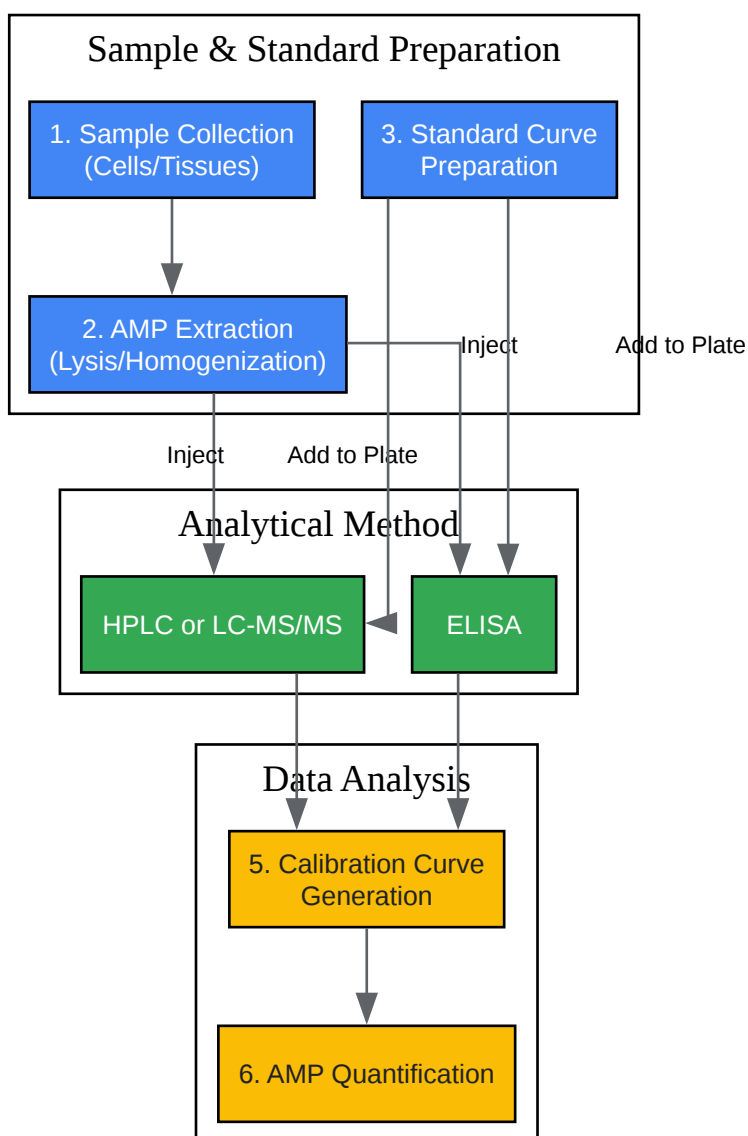 Sample & Standard Preparation
1. Sample Collection
(Cells/Tissues)
3. Standard Curve
Preparation
2. AMP Extraction
(Lysis/Homogenization)
Inject
Add to Plate
Inject
Add to Plate
Analytical Method
HPLC or LC-MS/MS
ELISA
Data Analysis
5. Calibration Curve
Generation
6. AMP Quantification